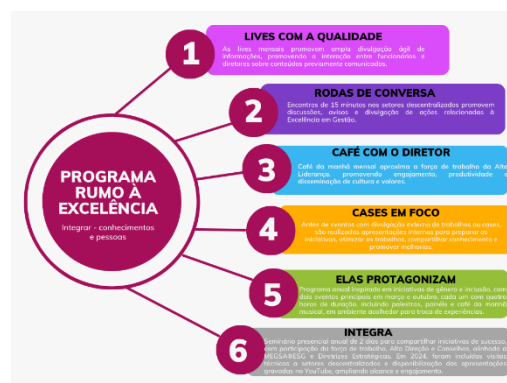 PROGRAMA
RUMO À
EXCELÊNCIA
Integrar - conhecimentos
e pessoas
1
LIVES COM A QUALIDADE
As lives mensais promovem ampla divulgação ágil de
informações, promovendo a interação entre funcionários e
diretores sobre conteúdos previamente comunicados.
2
RODAS DE CONVERSA
Encontros de 15 minutos nos setores descentralizados promovem
discussões, avisos e divulgação de ações relacionadas à
Excelência em Gestão.
3
CAFÉ COM O DIRETOR
Café da manhã mensal aproxima a força de trabalho da Alta
Liderança, promovendo engajamento, produtividade e
disseminação de cultura e valores.
4
CASES EM FOCO
Antes de eventos com divulgação externa de trabalhos ou cases,
são realizadas apresentações internas para preparar as
iniciativas, otimizar os trabalhos, compartilhar conhecimento e
promover melhorias.
5
ELAS PROTAGONIZAM
Programa anual inspirado em iniciativas de gênero e inclusão, com
dois eventos principais em março e outubro, cada um com quatro
horas de duração, incluindo palestras, painéis e café da manhã
musical, em ambiente acolhedor para troca de experiências.
6
INTEGRA
Seminário presencial anual de 2 dias para compartilhar iniciativas de sucesso,
com participação da força de trabalho, Alta Direção e Conselhos, alinhado a
MEGSA/ESG e Diretrizes Estratégicas. Em 2024, foram incluídas visitas
técnicas a setores descentralizados e disponibilização das apresentações
gravadas no YouTube, ampliando alcance e engajamento.